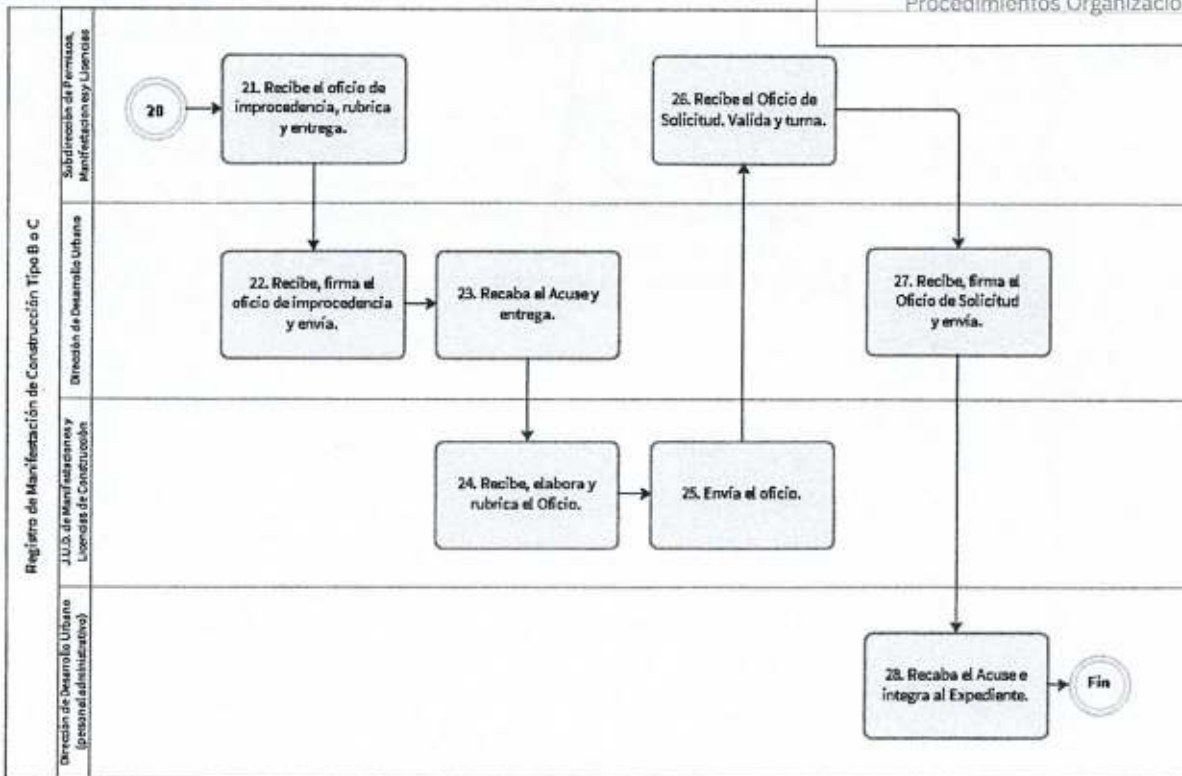 Procedimientos Organizacio
Registro de Manifestación de Construcción Tipo B o C
Subdirección de Permisos,
Manifestaciones y Licencias
20
21. Recibe el oficio de
improcedencia, rubrica
y entrega.
26. Recibe el Oficio de
Solicitud. Valida y turna.
Dirección de Desarrollo Urbano
22. Recibe, firma el
oficio de improcedencia
y envía.
23. Recaba el Acuse y
entrega.
27. Recibe, firma el
Oficio de Solicitud
y envía.
J.U.D. de Manifestaciones y
Licencias de Construcción
24. Recibe, elabora y
rubrica el Oficio.
25. Envía el oficio.
Dirección de Desarrollo Urbano
(personal administrativo)
28. Recaba el Acuse e
integra al Expediente.
Fin